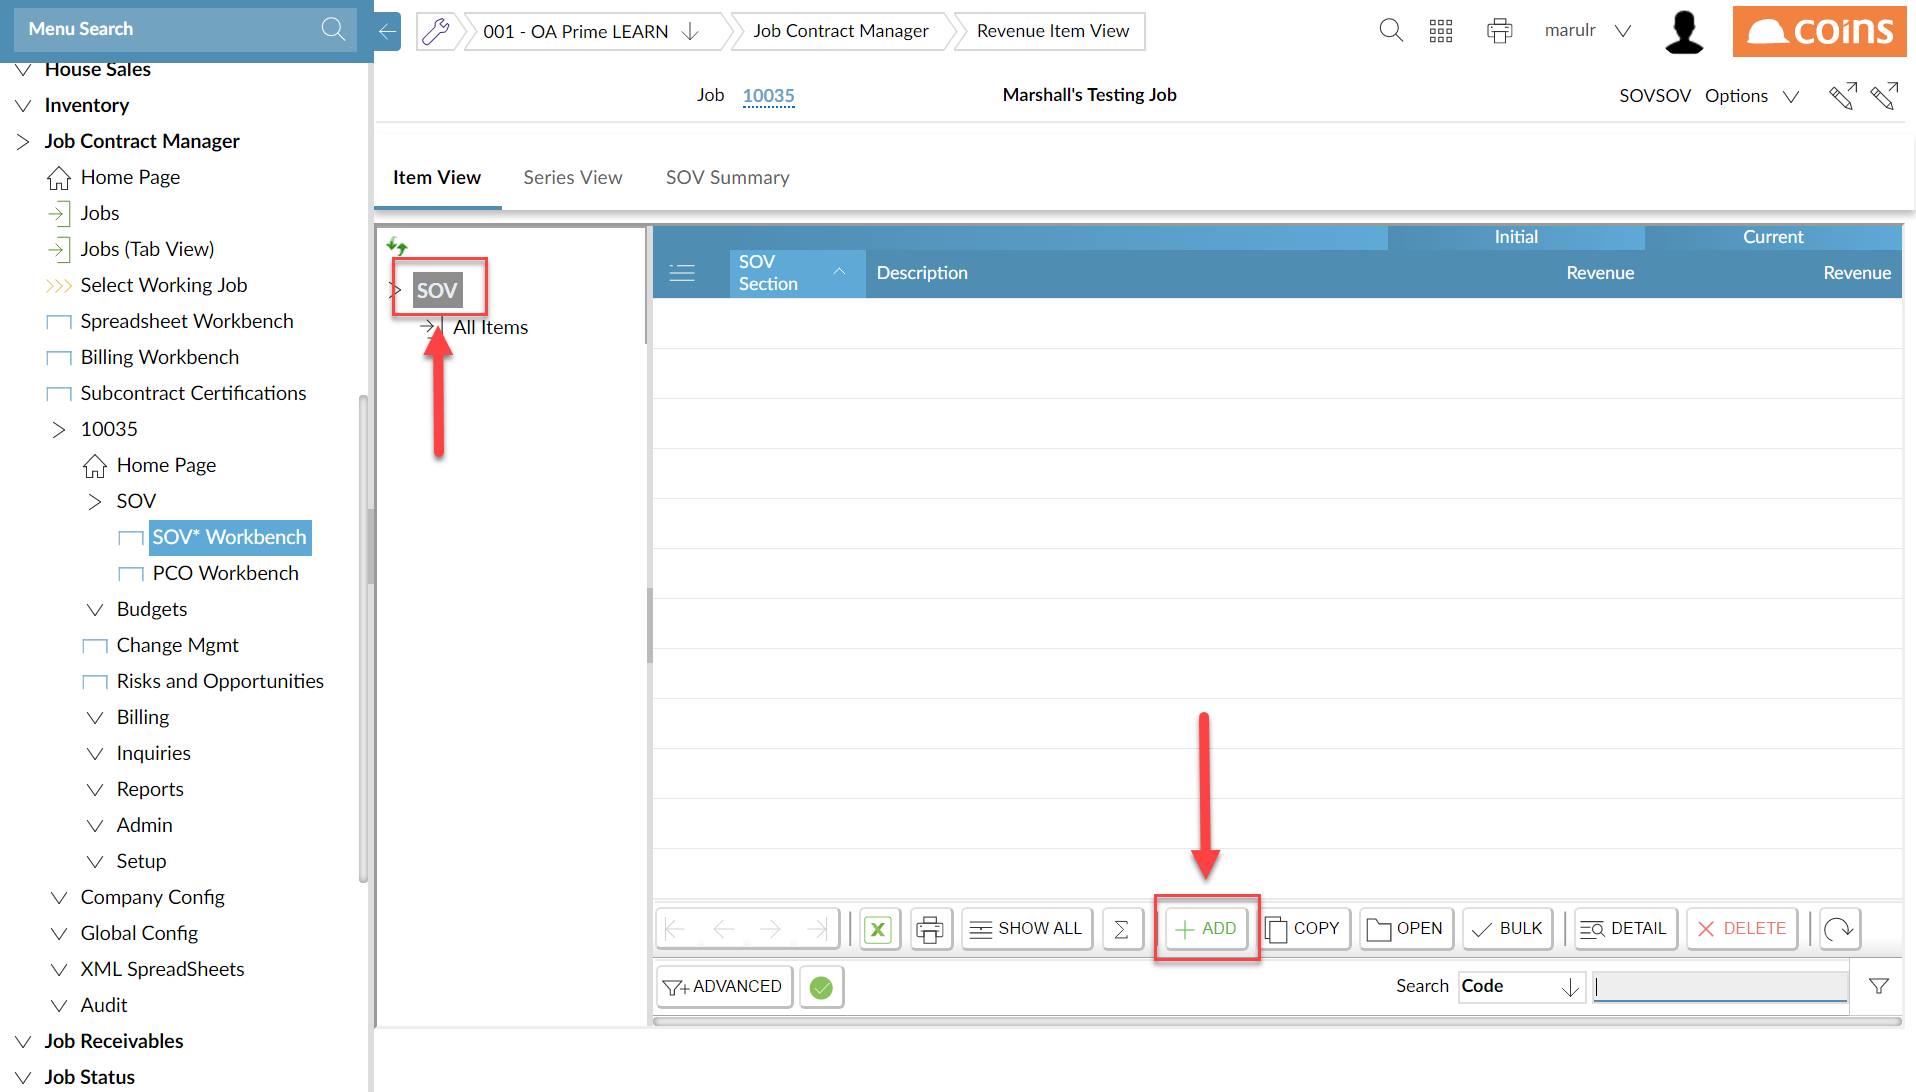 Menu Search
House Sales
Inventory
Job Contract Manager
Home Page
Jobs
Jobs (Tab View)
Select Working Job
Spreadsheet Workbench
Billing Workbench
Subcontract Certifications
10035
Home Page
SOV
SOV* Workbench
PCO Workbench
Budgets
Change Mgmt
Risks and Opportunities
Billing
Inquiries
Reports
Admin
Setup
Company Config
Global Config
XML SpreadSheets
Audit
Job Receivables
Job Status
001 - OA Prime LEARN
Job Contract Manager
Revenue Item View
marulr
coins
Job 10035
Marshall's Testing Job
SOVSOV Options
Item View
Series View
SOV Summary
SOV
All Items
Initial
Current
SOV
Section
Description
Revenue
Revenue
SHOW ALL
ADD
COPY
OPEN
BULK
DETAIL
DELETE
ADVANCED
Search
Code